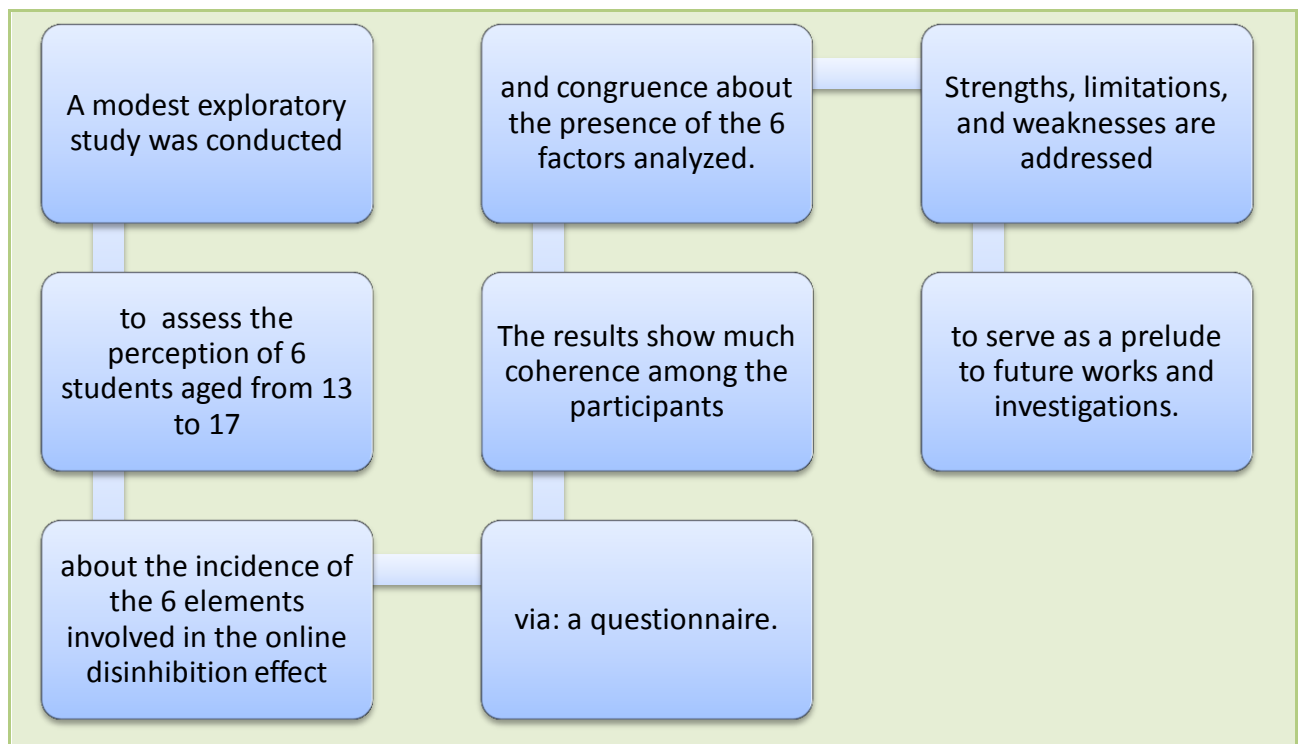 A modest exploratory
study was conducted
to assess the
perception of 6
students aged from 13
to 17
about the incidence of
the 6 elements
involved in the online
disinhibition effect
via: a questionnaire.
The results show much
coherence among the
participants
and congruence about
the presence of the 6
factors analyzed.
Strengths, limitations,
and weaknesses are
addressed
to serve as a prelude
to future works and
investigations.